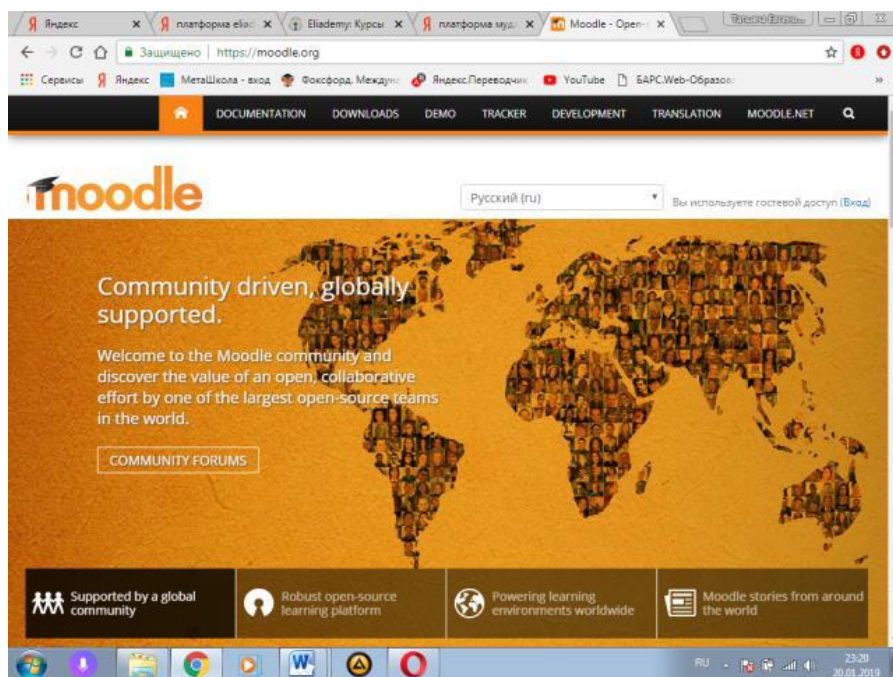 Яндекс
платформа eliad
Eliademy: Курсы
платформа муд
Moodle - Open-
Защищено | https://moodle.org
Сервисы
Яндекс
МетаШкола - вход
Фоксфорд. Междун
Яндекс.Переводчик
YouTube
БАРС.Web-Образов
DOCUMENTATION
DOWNLOADS
DEMO
TRACKER
DEVELOPMENT
TRANSLATION
MOODLE.NET
moodle
Русский (ru)
Вы используете гостевой доступ (Вход)
Community driven, globally
supported.
Welcome to the Moodle community and
discover the value of an open, collaborative
effort by one of the largest open-source teams
in the world.
COMMUNITY FORUMS
Supported by a global
community
Robust open-source
learning platform
Powering learning
environments worldwide
Moodle stories from around
the world
RU
23:20
20.01.2019